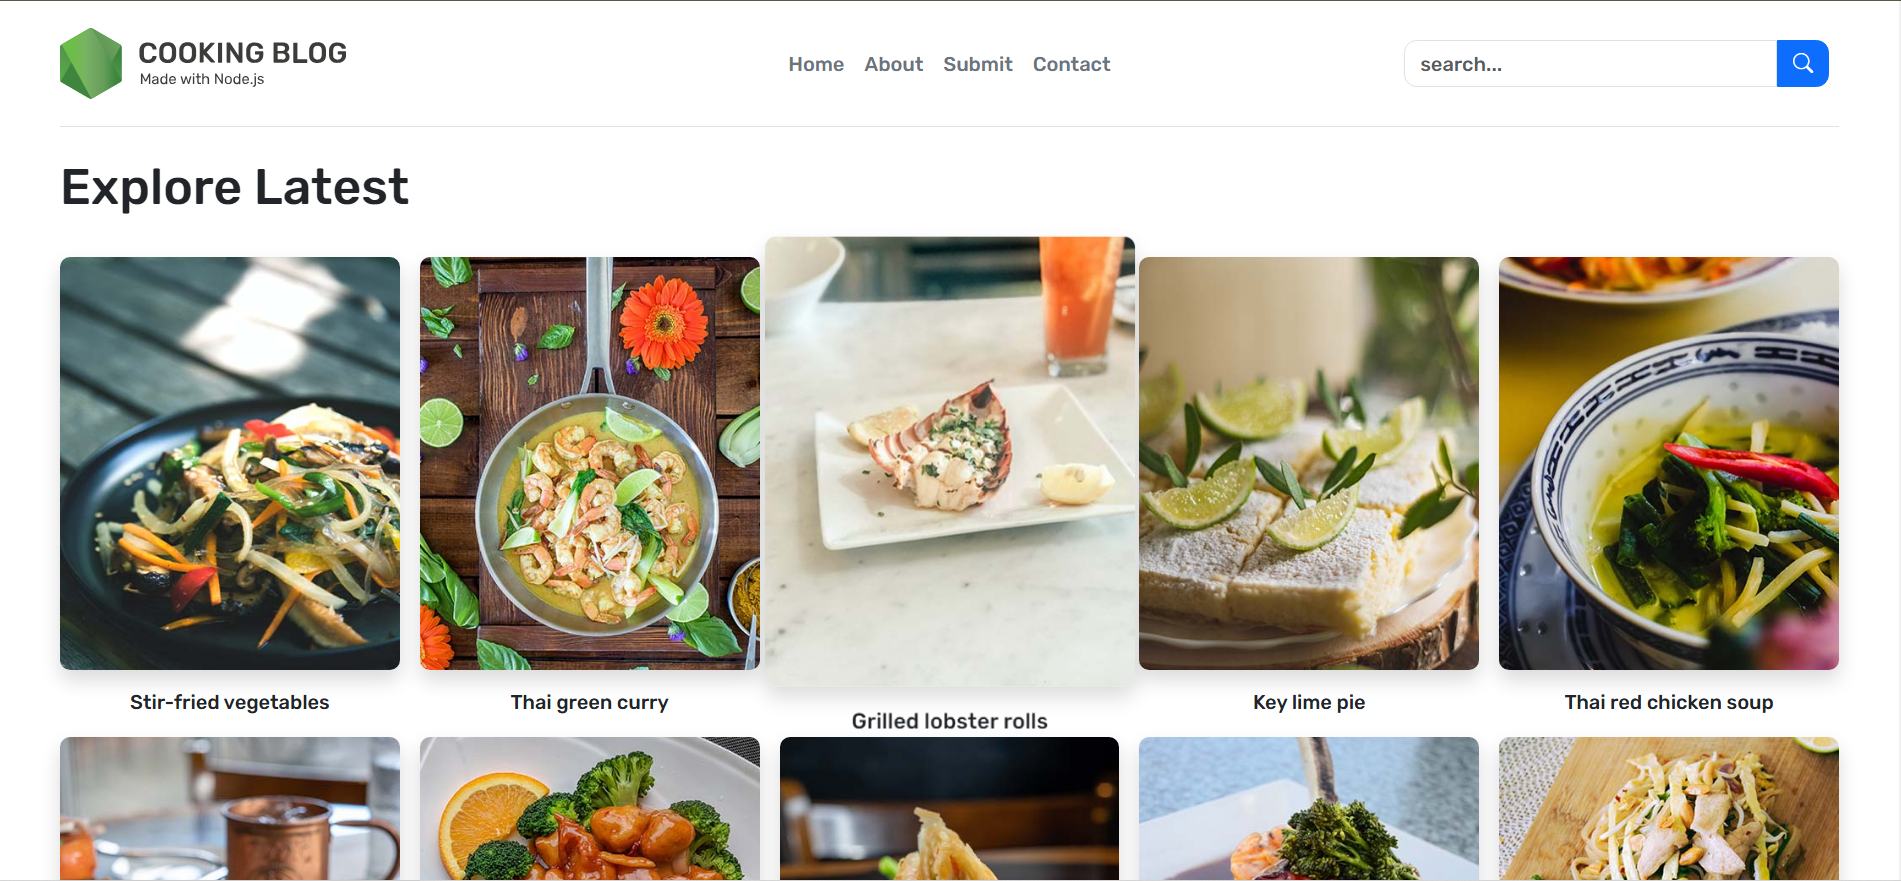 COOKING BLOG
Made with Node.js
Home About Submit Contact
search...
Explore Latest
Stir-fried vegetables
Thai green curry
Grilled lobster rolls
Key lime pie
Thai red chicken soup